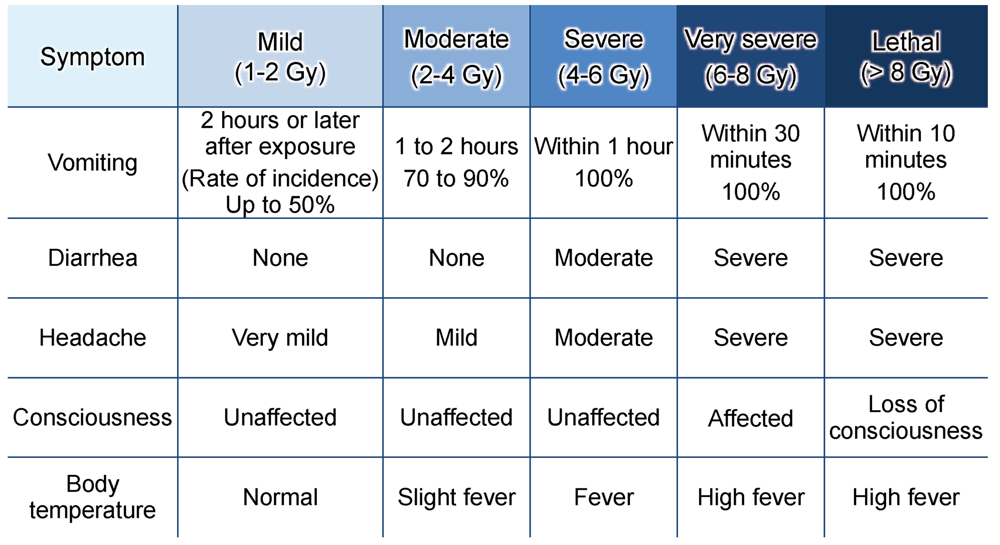 Symptom
Mild
(1-2 Gy)
Moderate
(2-4 Gy)
Severe
(4-6 Gy)
Very severe
(6-8 Gy)
Lethal
(> 8 Gy)
Vomiting
2 hours or later
after exposure
(Rate of incidence)
Up to 50%
1 to 2 hours
70 to 90%
Within 1 hour
100%
Within 30
minutes
100%
Within 10
minutes
100%
Diarrhea
None
None
Moderate
Severe
Severe
Headache
Very mild
Mild
Moderate
Severe
Severe
Consciousness
Unaffected
Unaffected
Unaffected
Affected
Loss of
consciousness
Body
temperature
Normal
Slight fever
Fever
High fever
High fever